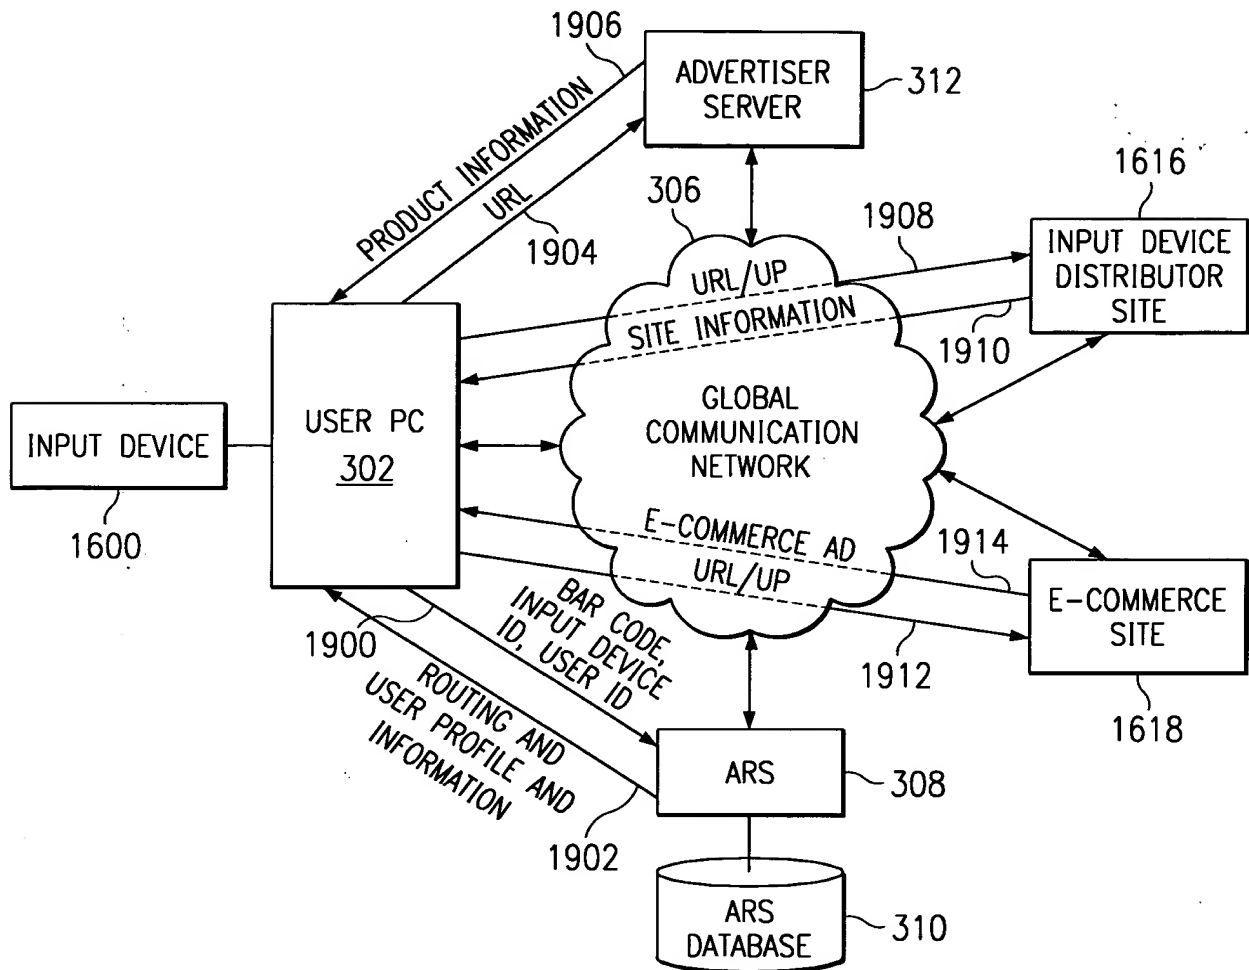 1906
ADVERTISER
SERVER
312
PRODUCT INFORMATION
URL
1904
306
1908
1616
INPUT DEVICE
DISTRIBUTOR
SITE
URL/UP
SITE INFORMATION
1910
GLOBAL
COMMUNICATION
NETWORK
USER PC
302
INPUT DEVICE
1600
E-COMMERCE AD
URL/UP
1914
E-COMMERCE
SITE
1912
1618
1900
BAR CODE,
INPUT DEVICE
ID, USER ID
ROUTING AND
USER PROFILE AND
INFORMATION
1902
ARS
308
ARS
DATABASE
310